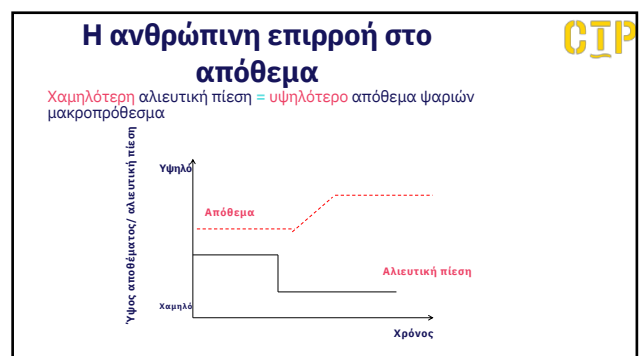 Η ανθρώπινη επιρροή στο
απόθεμα
CTP
Χαμηλότερη αλιευτική πίεση = υψηλότερο απόθεμα ψαριών
μακροπρόθεσμα
Ύψος αποθέματος/ αλιευτική πίεση
Υψηλό
Απόθεμα
Αλιευτική πίεση
Χαμηλό
Χρόνος